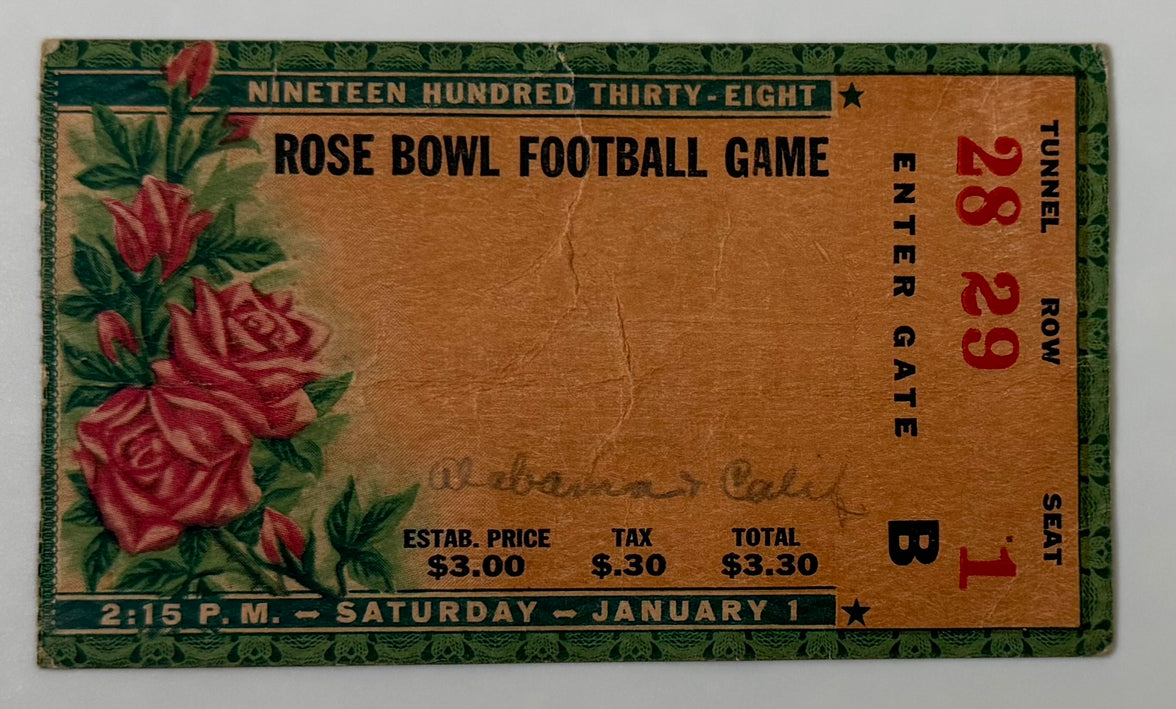 NINETEEN HUNDRED THIRTY-EIGHT
ROSE BOWL FOOTBALL GAME
Alabama & Calif
ESTAB. PRICE TAX TOTAL
$3.00 $.30 $3.30
2:15 P.M. — SATURDAY — JANUARY 1
ENTER GATE B
TUNNEL ROW SEAT
28 29 1